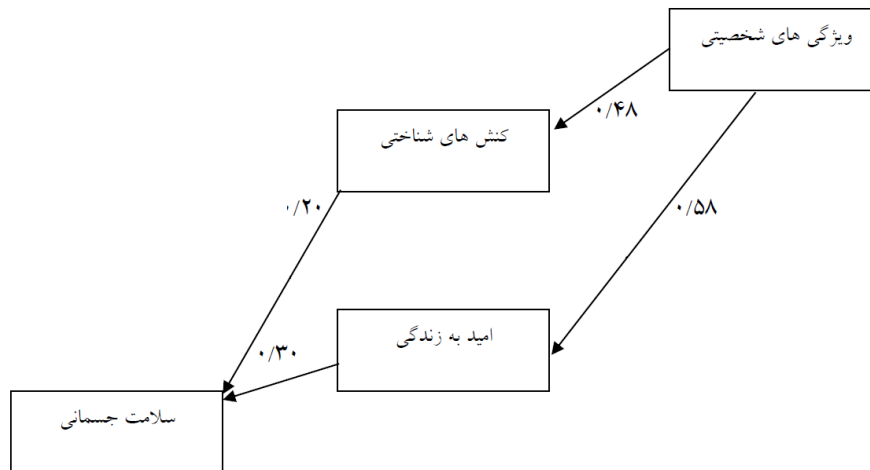 ویژگی های شخصیتی
۰/۴۸
کنش های شناختی
۰/۲۰
۰/۵۸
امید به زندگی
۰/۳۰
سلامت جسمانی